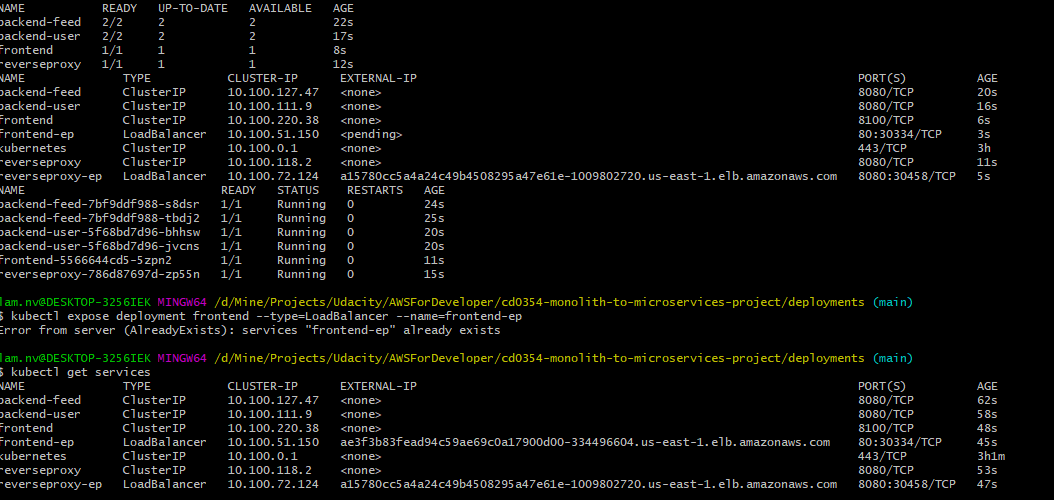 NAME READY UP-TO-DATE AVAILABLE AGE
backend-feed 2/2 2 2 22s
backend-user 2/2 2 2 17s
frontend 1/1 1 1 8s
reverseproxy 1/1 1 1 12s
NAME TYPE CLUSTER-IP EXTERNAL-IP PORT(S) AGE
backend-feed ClusterIP 10.100.127.47 <none> 8080/TCP 20s
backend-user ClusterIP 10.100.111.9 <none> 8080/TCP 16s
frontend ClusterIP 10.100.220.38 <none> 8100/TCP 6s
frontend-ep LoadBalancer 10.100.51.150 <pending> 80:30334/TCP 3s
kubernetes ClusterIP 10.100.0.1 <none> 443/TCP 3h
reverseproxy ClusterIP 10.100.118.2 <none> 8080/TCP 11s
reverseproxy-ep LoadBalancer 10.100.72.124 a15780cc5a4a24c49b4508295a47e61e-1009802720.us-east-1.elb.amazonaws.com 8080:30458/TCP 5s
NAME READY STATUS RESTARTS AGE
backend-feed-7bf9ddf988-s8dsr 1/1 Running 0 24s
backend-feed-7bf9ddf988-tbdj2 1/1 Running 0 25s
backend-user-5f68bd7d96-bhhsw 1/1 Running 0 20s
backend-user-5f68bd7d96-jvcns 1/1 Running 0 20s
frontend-5566644cd5-5zpn2 1/1 Running 0 11s
reverseproxy-786d87697d-zp55n 1/1 Running 0 15s
lam.nv@DESKTOP-3256IEK MINGW64 /d/Mine/Projects/Udacity/AWSForDeveloper/cd0354-monolith-to-microservices-project/deployments (main)
$ kubectl expose deployment frontend --type=LoadBalancer --name=frontend-ep
Error from server (AlreadyExists): services "frontend-ep" already exists
lam.nv@DESKTOP-3256IEK MINGW64 /d/Mine/Projects/Udacity/AWSForDeveloper/cd0354-monolith-to-microservices-project/deployments (main)
$ kubectl get services
NAME TYPE CLUSTER-IP EXTERNAL-IP PORT(S) AGE
backend-feed ClusterIP 10.100.127.47 <none> 8080/TCP 62s
backend-user ClusterIP 10.100.111.9 <none> 8080/TCP 58s
frontend ClusterIP 10.100.220.38 <none> 8100/TCP 48s
frontend-ep LoadBalancer 10.100.51.150 ae3f3b83fead94c59ae69c0a17900d00-334496604.us-east-1.elb.amazonaws.com 80:30334/TCP 45s
kubernetes ClusterIP 10.100.0.1 <none> 443/TCP 3h1m
reverseproxy ClusterIP 10.100.118.2 <none> 8080/TCP 53s
reverseproxy-ep LoadBalancer 10.100.72.124 a15780cc5a4a24c49b4508295a47e61e-1009802720.us-east-1.elb.amazonaws.com 8080:30458/TCP 47s